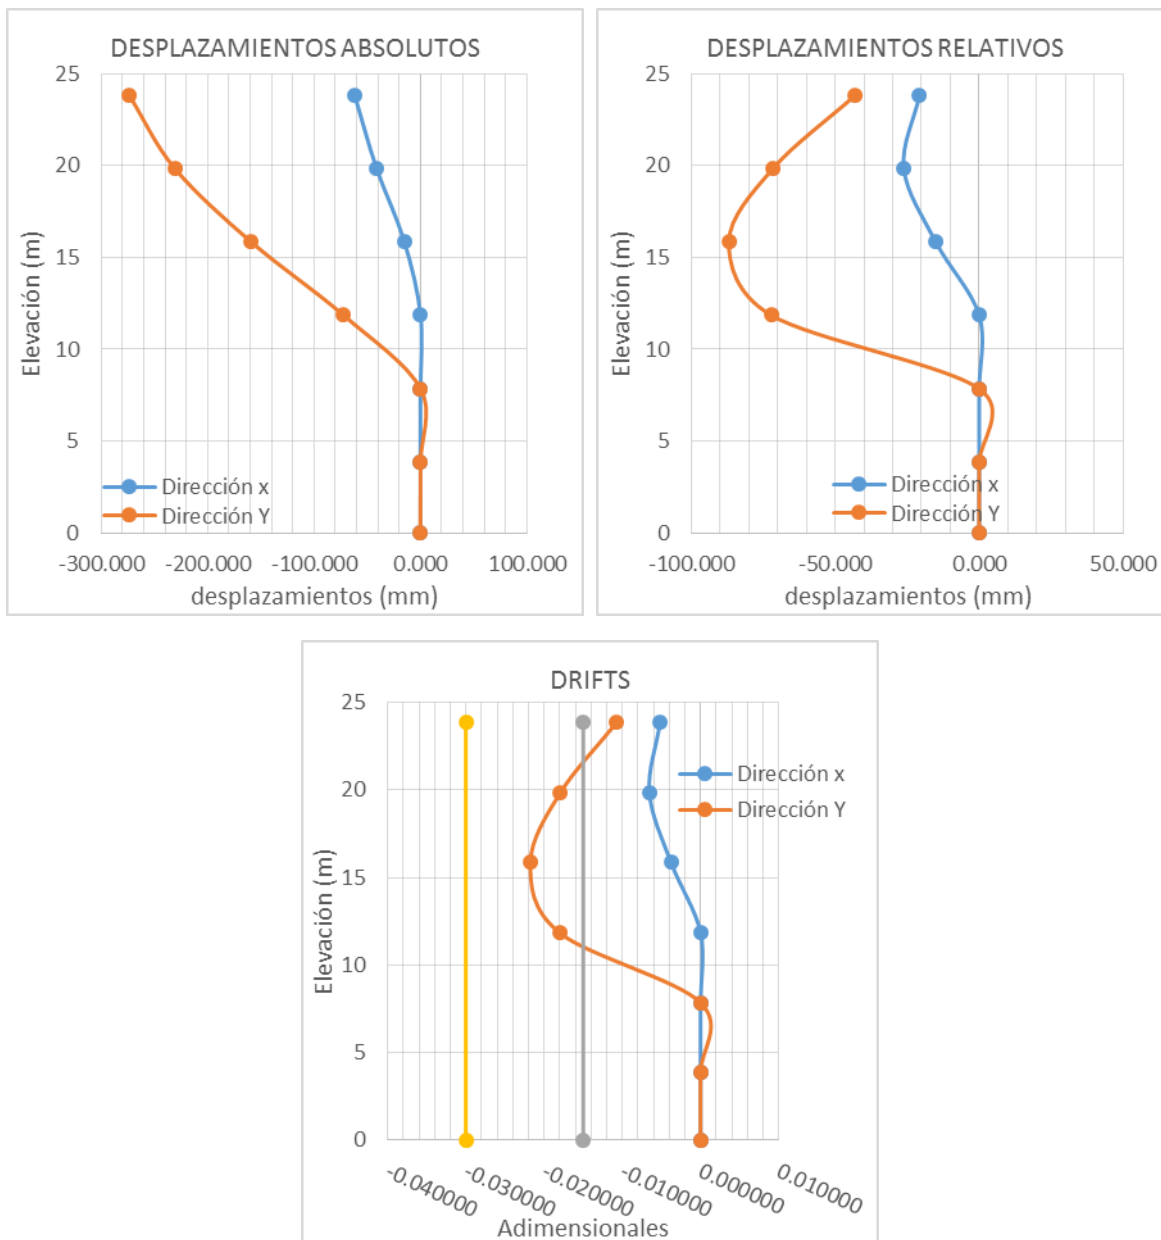 DESPLAZAMIENTOS ABSOLUTOS
25
20
15
10
5
0
Elevación (m)
Dirección x
Dirección Y
-300.000 -200.000 -100.000 0.000 100.000
desplazamientos (mm)
DESPLAZAMIENTOS RELATIVOS
25
20
15
10
5
0
Elevación (m)
Dirección x
Dirección Y
-100.000 -50.000 0.000 50.000
desplazamientos (mm)
DRIFTS
25
20
15
10
5
0
Elevación (m)
Dirección x
Dirección Y
-0.040000 -0.030000 -0.020000 -0.010000 0.000000 0.010000
Adimensionales